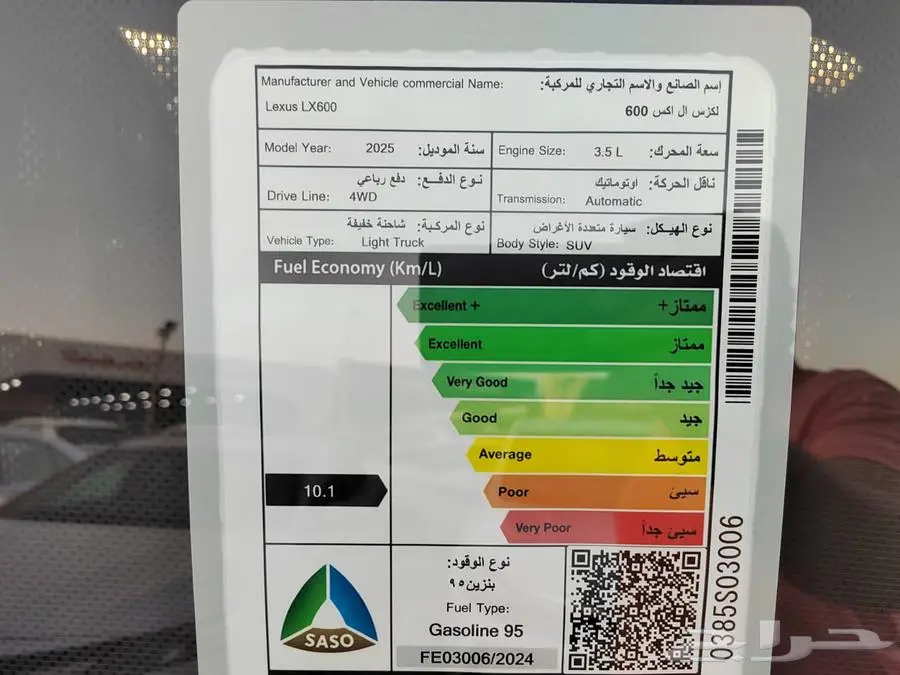 Manufacturer and Vehicle commercial Name: إسم الصانع والاسم التجاري للمركبة:
Lexus LX600 لكزس ال اكس 600
Model Year: 2025 سنة الموديل: Engine Size: 3.5 L سعة المحرك:
Drive Line: دفع رباعي 4WD نوع الدفع: Transmission: اوتوماتيك Automatic ناقل الحركة:
Vehicle Type: شاحنة خفيفة Light Truck نوع المركبة: Body Style: سيارة متعددة الأغراض SUV نوع الهيكل:
Fuel Economy (Km/L) اقتصاد الوقود (كم/لتر)
Excellent + ممتاز+
Excellent ممتاز
Very Good جيد جداً
Good جيد
Average متوسط
10.1 Poor سيئ
Very Poor سيئ جداً
نوع الوقود:
بنزين٩٥
Fuel Type:
Gasoline 95
FE03006/2024
SASO
0385S03006
حراج